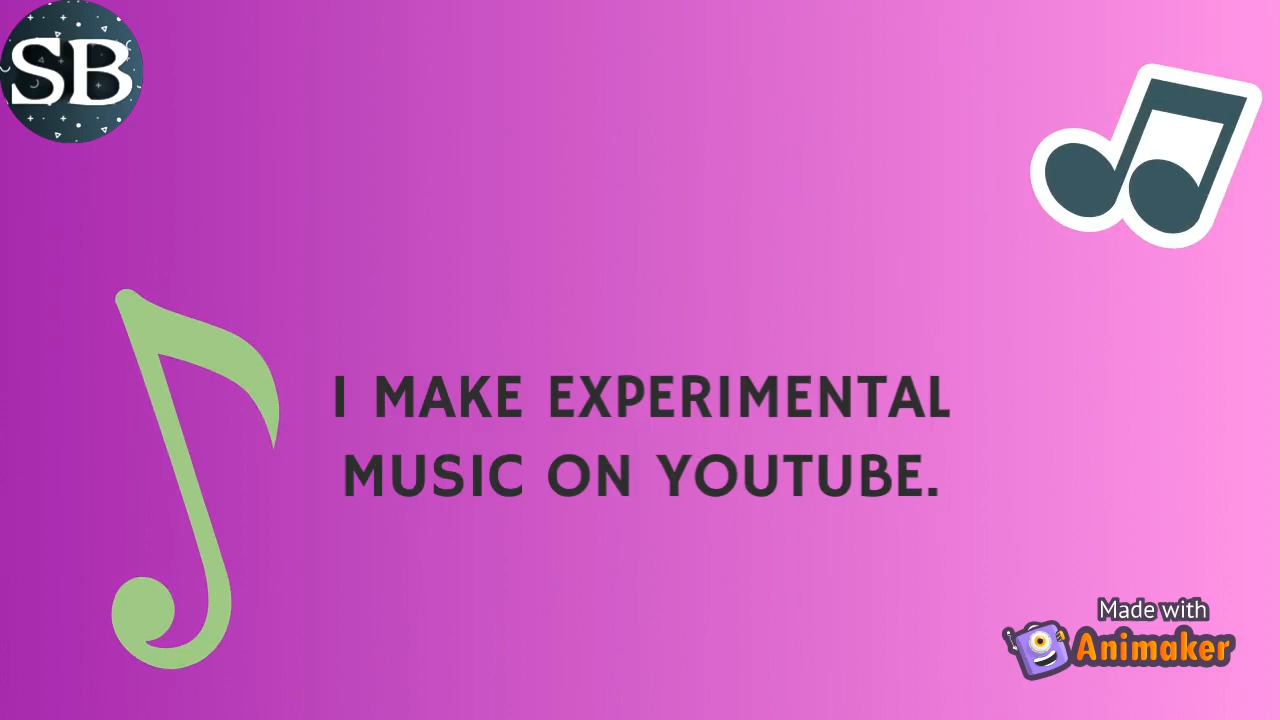 SB
I MAKE EXPERIMENTAL
MUSIC ON YOUTUBE.
Made with
Animaker